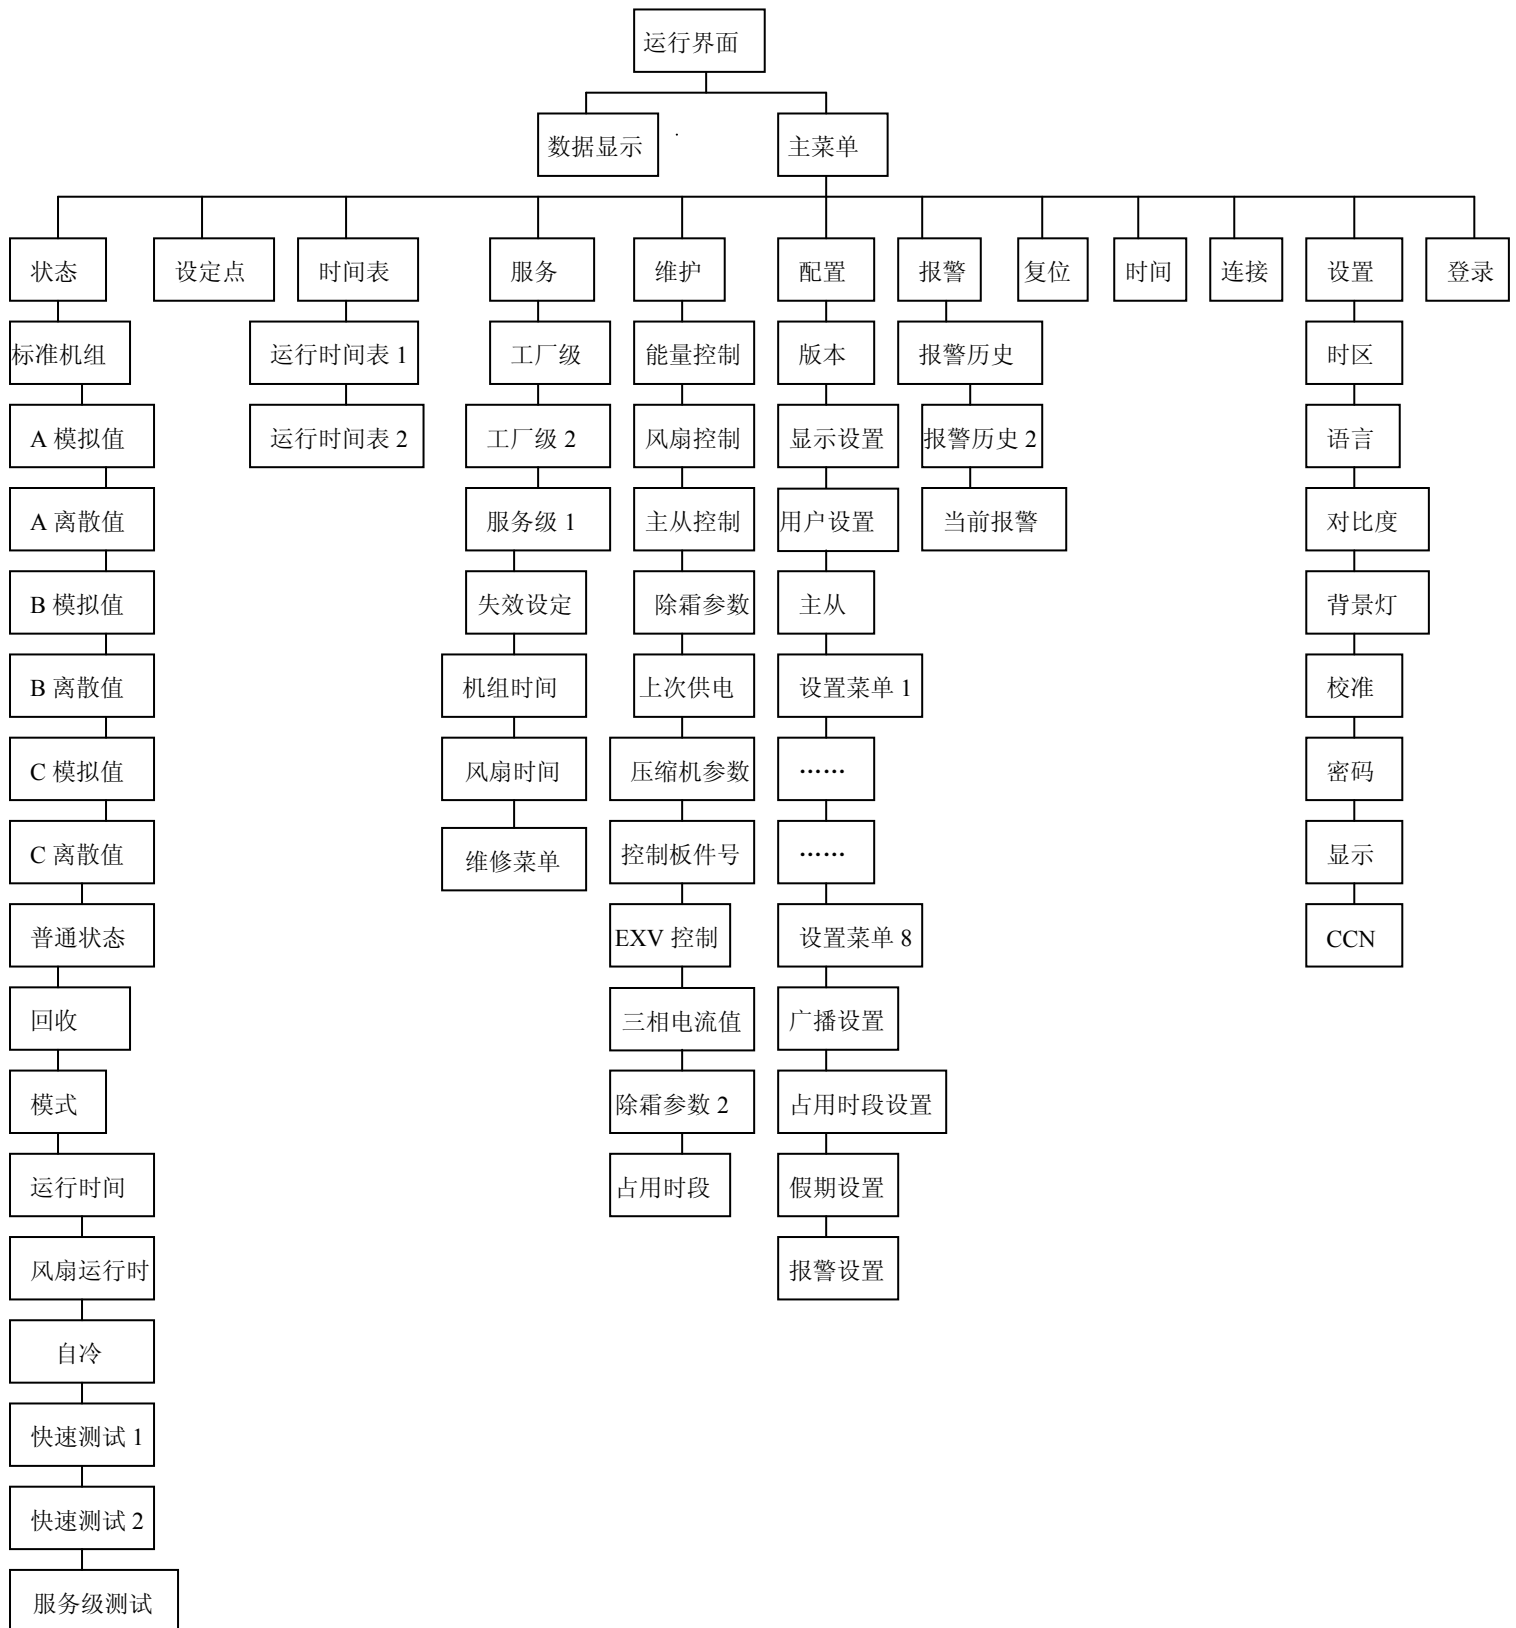 运行界面
数据显示
主菜单
状态
设定点
时间表
服务
维护
配置
报警
复位
时间
连接
设置
登录
标准机组
运行时间表 1
工厂级
能量控制
版本
报警历史
时区
A 模拟值
运行时间表 2
工厂级 2
风扇控制
显示设置
报警历史 2
语言
A 离散值
服务级 1
主从控制
用户设置
当前报警
对比度
B 模拟值
失效设定
除霜参数
主从
背景灯
B 离散值
机组时间
上次供电
设置菜单 1
校准
C 模拟值
风扇时间
压缩机参数
……
密码
C 离散值
维修菜单
控制板件号
……
显示
普通状态
EXV 控制
设置菜单 8
CCN
回收
三相电流值
广播设置
模式
除霜参数 2
占用时段设置
运行时间
占用时段
假期设置
风扇运行时
报警设置
自冷
快速测试 1
快速测试 2
服务级测试